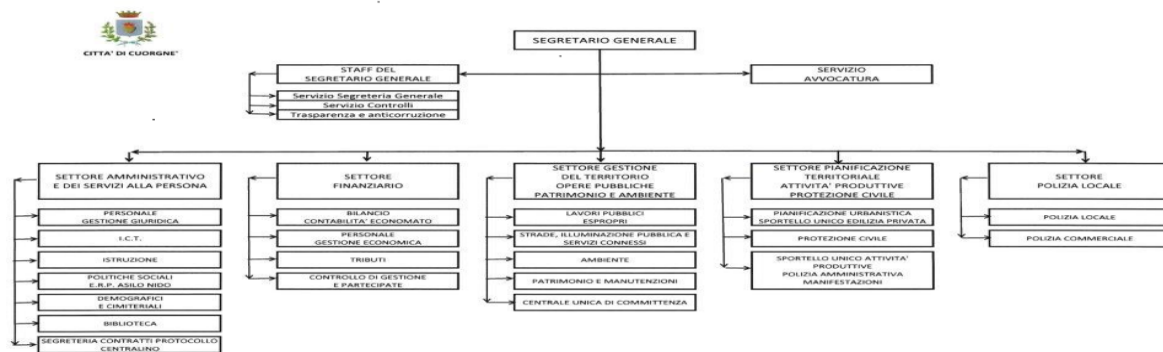 CITTA' DI CUORGNE'
SEGRETARIO GENERALE
STAFF DEL
SEGRETARIO GENERALE
Servizio Segreteria Generale
Servizio Controlli
Trasparenza e anticorruzione
SERVIZIO
AVVOCATURA
SETTORE AMMINISTRATIVO
E DEI SERVIZI ALLA PERSONA
PERSONALE
GESTIONE GIURIDICA
I.C.T.
ISTRUZIONE
POLITICHE SOCIALI
E.R.P. ASILO NIDO
DEMOGRAFICI
E CIMITERIALI
BIBLIOTECA
SEGRETERIA CONTRATTI PROTOCOLLO
CENTRALINO
SETTORE
FINANZIARIO
BILANCIO
CONTABILITA' ECONOMATO
PERSONALE
GESTIONE ECONOMICA
TRIBUTI
CONTROLLO DI GESTIONE
E PARTECIPATE
SETTORE GESTIONE
DEL TERRITORIO
OPERE PUBBLICHE
PATRIMONIO E AMBIENTE
LAVORI PUBBLICI
ESPROPRI
STRADE, ILLUMINAZIONE PUBBLICA E
SERVIZI CONNESSI
AMBIENTE
PATRIMONIO E MANUTENZIONI
CENTRALE UNICA DI COMMITTENZA
SETTORE PIANIFICAZIONE
TERRITORIALE
ATTIVITA' PRODUTTIVE
PROTEZIONE CIVILE
PIANIFICAZIONE URBANISTICA
SPORTELLO UNICO EDILIZIA PRIVATA
PROTEZIONE CIVILE
SPORTELLO UNICO ATTIVITA'
PRODUTTIVE
POLIZIA AMMINISTRATIVA
MANIFESTAZIONI
SETTORE
POLIZIA LOCALE
POLIZIA LOCALE
POLIZIA COMMERCIALE